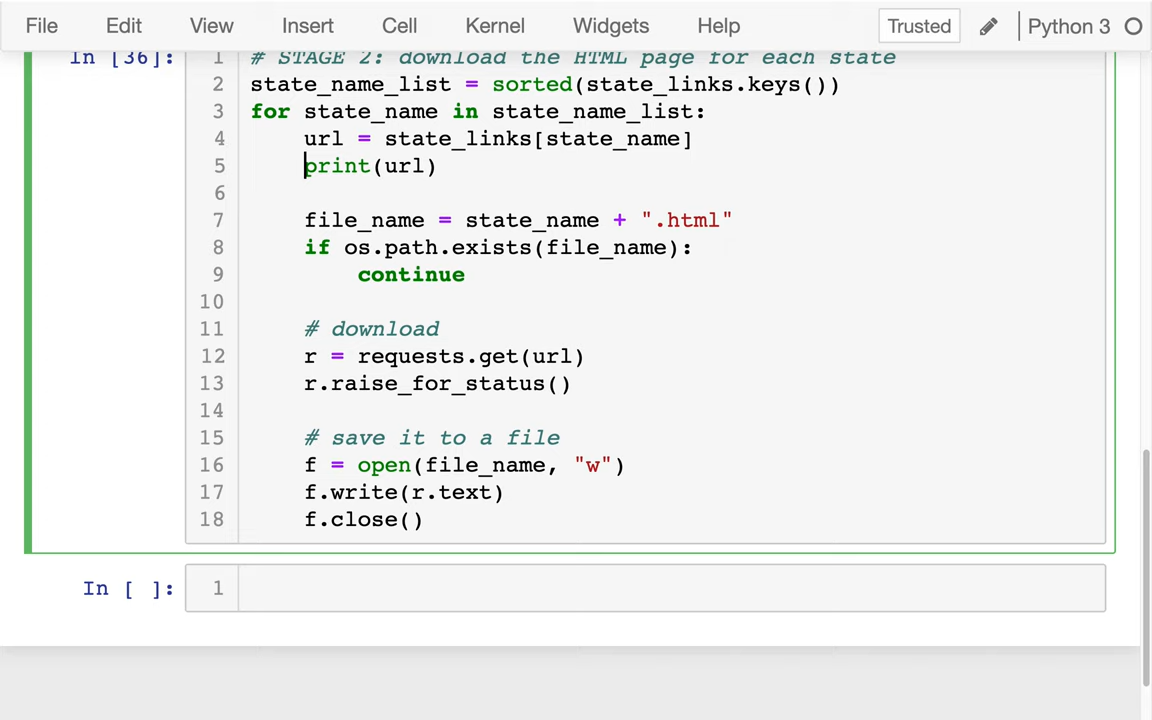 File Edit View Insert Cell Kernel Widgets Help Trusted Python 3
In [36]:
1 # STAGE 2: download the HTML page for each state
2 state_name_list = sorted(state_links.keys())
3 for state_name in state_name_list:
4     url = state_links[state_name]
5     print(url)
6
7     file_name = state_name + ".html"
8     if os.path.exists(file_name):
9         continue
10
11     # download
12     r = requests.get(url)
13     r.raise_for_status()
14
15     # save it to a file
16     f = open(file_name, "w")
17     f.write(r.text)
18     f.close()
In [ ]: 1